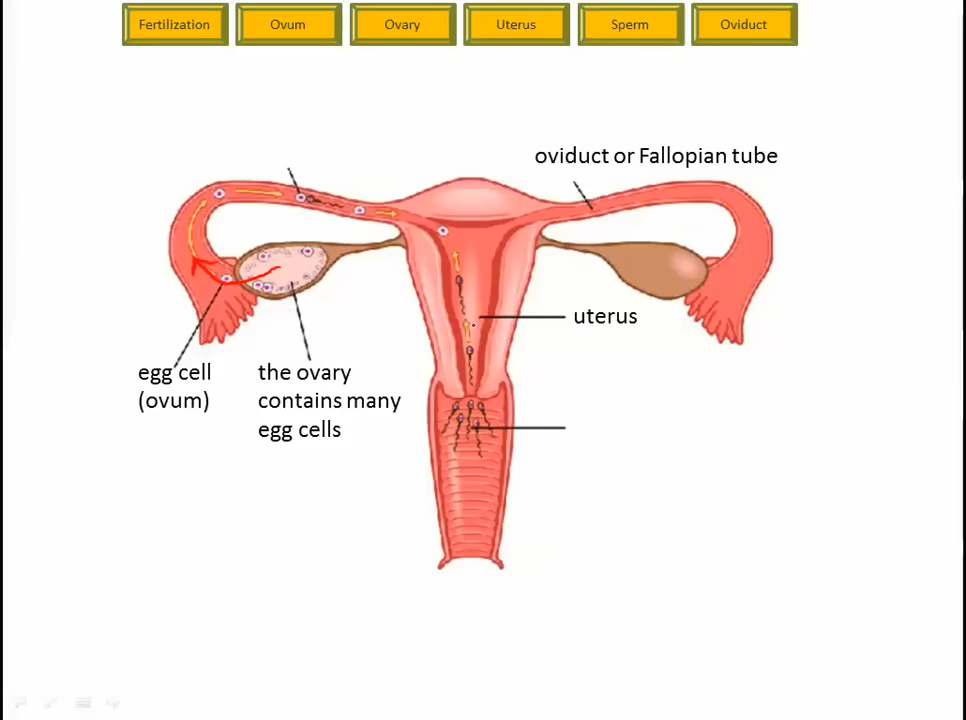 Fertilization Ovum Ovary Uterus Sperm Oviduct
oviduct or Fallopian tube
uterus
egg cell
(ovum)
the ovary
contains many
egg cells